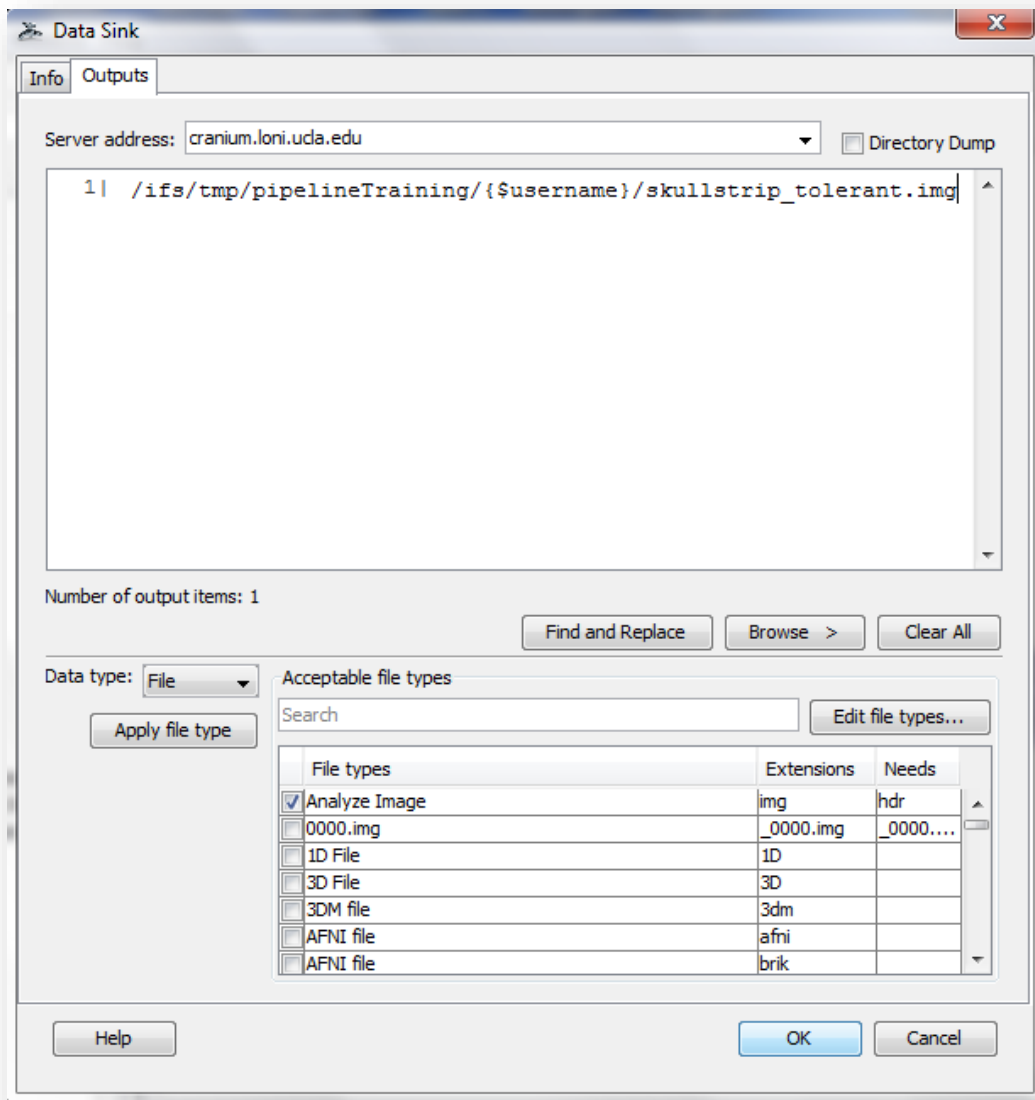 Data Sink
Info Outputs
Server address: cranium.loni.ucla.edu Directory Dump
1| /ifs/tmp/pipelineTraining/{$username}/skullstrip_tolerant.img
Number of output items: 1
Find and Replace Browse > Clear All
Data type: File Acceptable file types
Search Edit file types...
Apply file type
File types Extensions Needs
Analyze Image img hdr
0000.img _0000.img _0000....
1D File 1D
3D File 3D
3DM file 3dm
AFNI file afni
AFNI file brik
Help OK Cancel